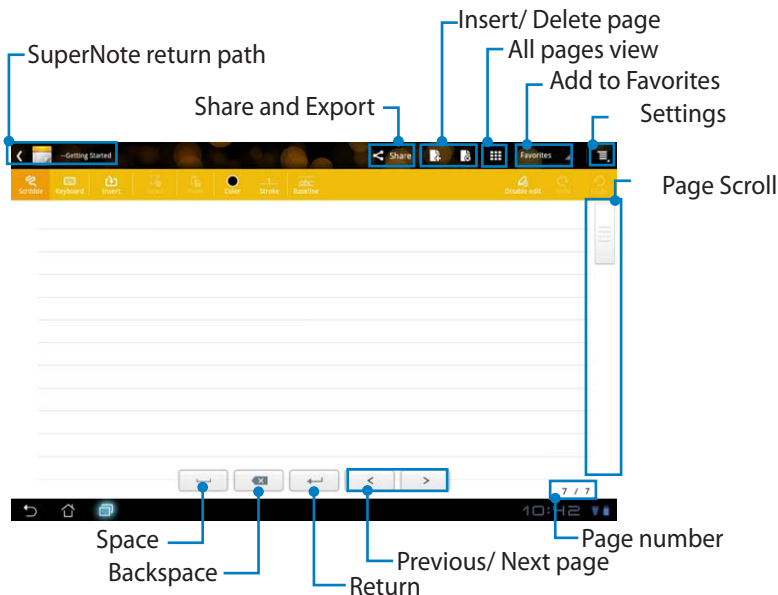 Insert/ Delete page
SuperNote return path
All pages view
Add to Favorites
Share and Export
Settings
--Getting Started
Share
Favorites
Scribble
Keyboard
Insert
Color
1
Stroke
abc
Baseline
Disable edit
Page Scroll
< >
7 / 7
10:42
Space
Backspace
Return
Previous/ Next page
Page number